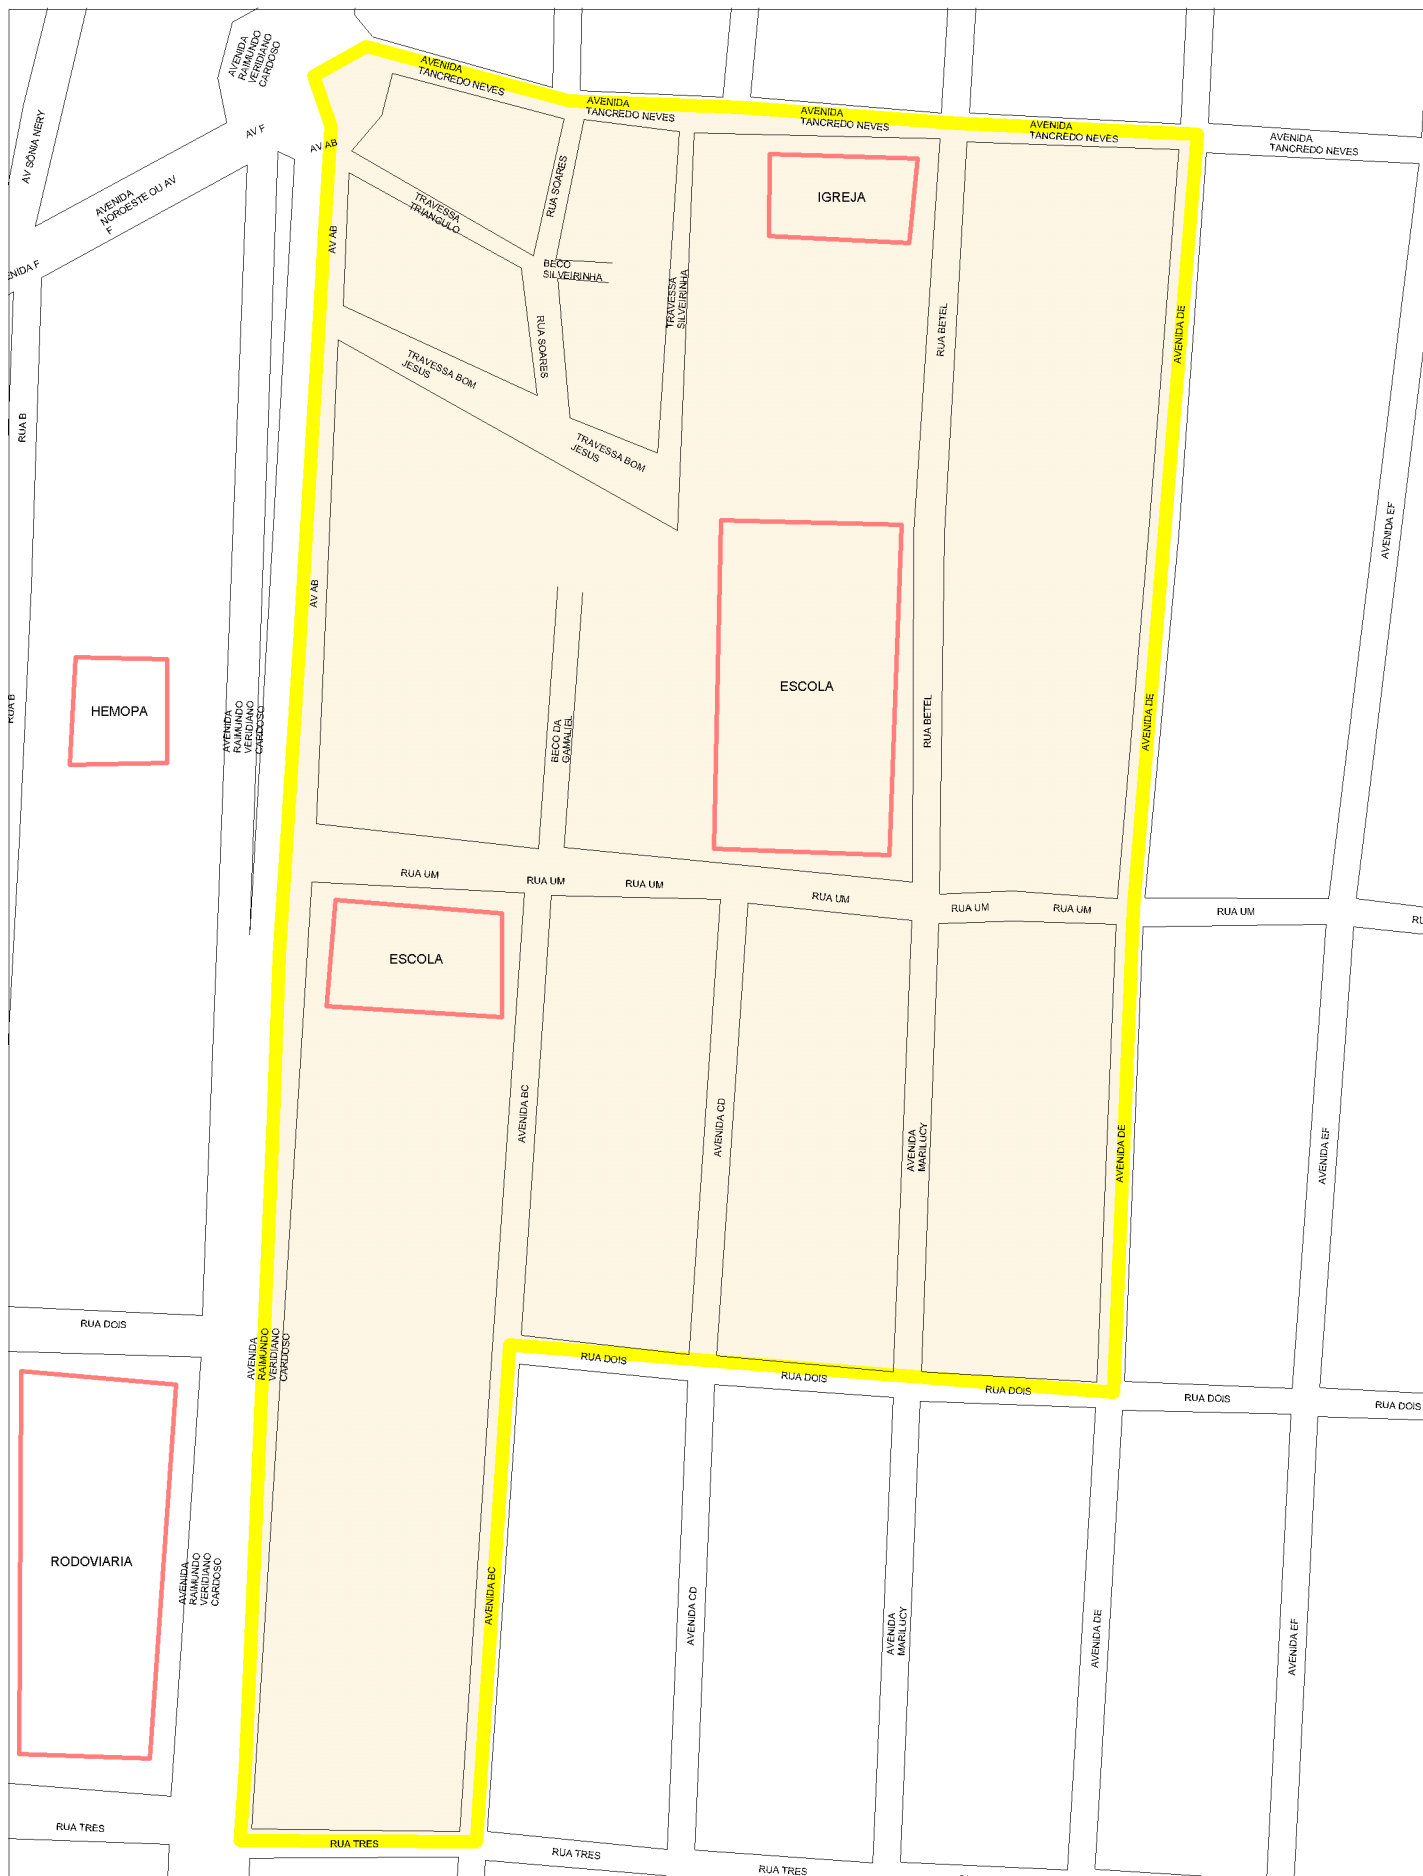 AVENIDA
RAIMUNDO
VERIDIANO
CARDOSO
AVENIDA
TANCREDO NEVES
AVENIDA
TANCREDO NEVES
AVENIDA
TANCREDO NEVES
AVENIDA
TANCREDO NEVES
AVENIDA
TANCREDO NEVES
AV SÔNIA NERY
AV F
AV AB
AVENIDA
NOROESTE OU AV
F
RUA SOARES
TRAVESSA
TRIANGULO
IGREJA
AV AB
BECO
SILVEIRINHA
ENIDA F
TRAVESSA
SILVEIRINHA
RUA SOARES
RUA BETEL
AVENIDA DE
TRAVESSA BOM
JESUS
RUA B
TRAVESSA BOM
JESUS
AVENIDA EF
AV AB
ESCOLA
HEMOPA
RUA B
AVENIDA
RAIMUNDO
VERIDIANO
CARDOSO
BECO DA
GAMALIEL
RUA BETEL
AVENIDA DE
RUA UM
RUA UM
RUA UM
RUA UM
RUA UM
RUA UM
RUA UM
RU
ESCOLA
AVENIDA BC
AVENIDA CD
AVENIDA
MARILUCY
AVENIDA DE
AVENIDA EF
RUA DOIS
AVENIDA
RAIMUNDO
VERIDIANO
CARDOSO
RUA DOIS
RUA DOIS
RUA DOIS
RUA DOIS
RUA DOIS
RODOVIARIA
AVENIDA
RAIMUNDO
VERIDIANO
CARDOSO
AVENIDA BC
AVENIDA CD
AVENIDA
MARILUCY
AVENIDA DE
AVENIDA EF
RUA TRES
RUA TRES
RUA TRES
RUA TRES